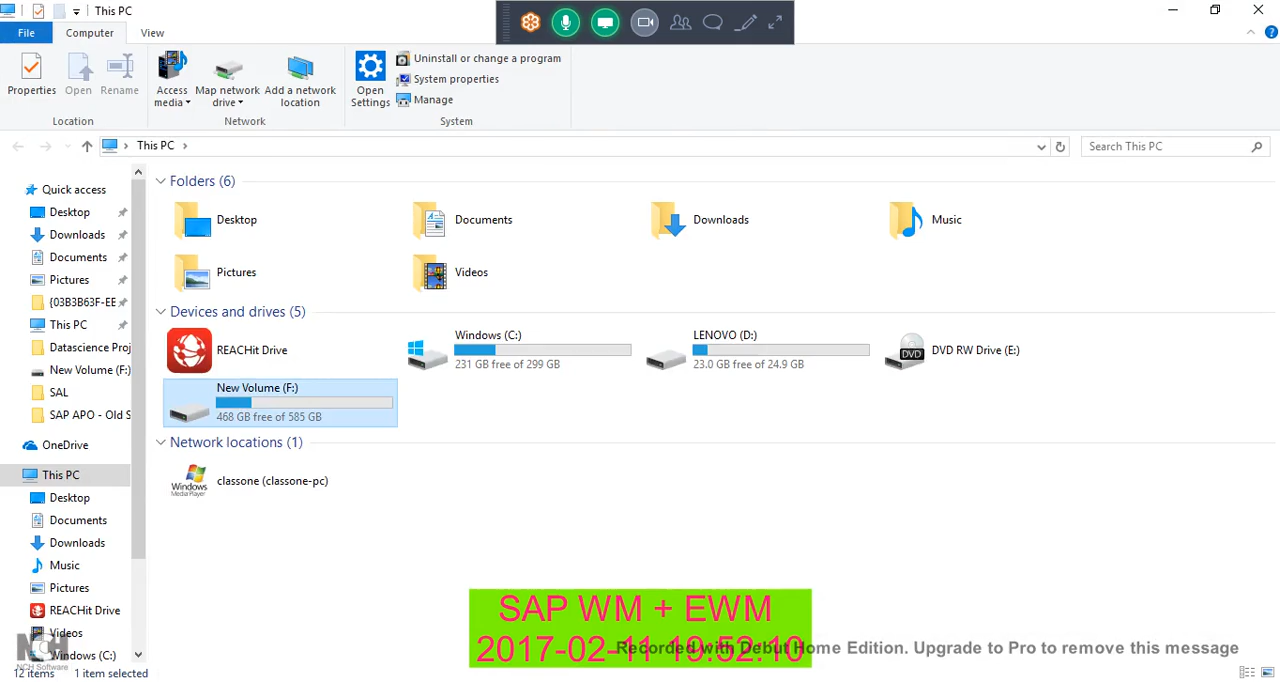 This PC
File Computer View
Properties Open Rename Access media Map network drive Add a network location Open Settings Uninstall or change a program
System properties
Manage
Location Network System
This PC Search This PC
Quick access
Desktop
Downloads
Documents
Pictures
{03B3B63F-EE
This PC
Datascience Proj
New Volume (F:)
SAL
SAP APO - Old S
OneDrive
This PC
Desktop
Documents
Downloads
Music
Pictures
REACHit Drive
Videos
Windows (C:)
Folders (6)
Desktop Documents Downloads Music
Pictures Videos
Devices and drives (5)
REACHit Drive
Windows (C:)
231 GB free of 299 GB
LENOVO (D:)
23.0 GB free of 24.9 GB
DVD
DVD RW Drive (E:)
New Volume (F:)
468 GB free of 585 GB
Network locations (1)
Windows
Media Player
classone (classone-pc)
SAP WM + EWM
2017-02-11 19:52:10
Recorded with Debut Home Edition. Upgrade to Pro to remove this message
NCH
NCH Software
12 items 1 item selected